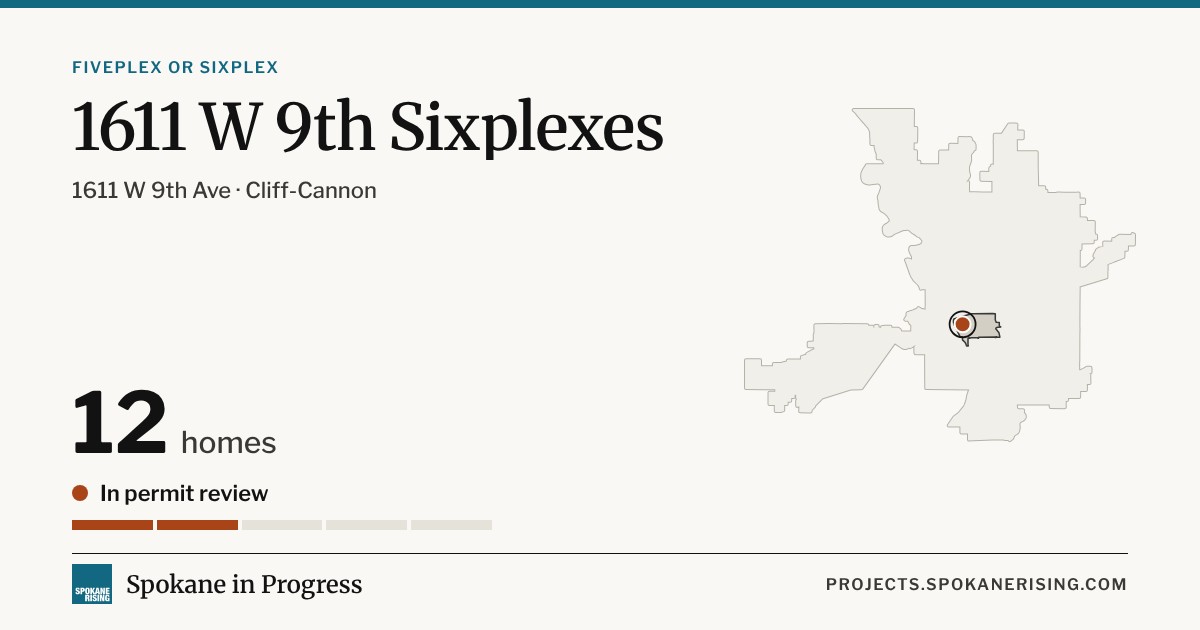 FIVEPLEX OR SIXPLEX
1611 W 9th Sixplexes
1611 W 9th Ave · Cliff-Cannon
12 homes
In permit review
SPOKANE
RISING
Spokane in Progress
PROJECTS.SPOKANERISING.COM